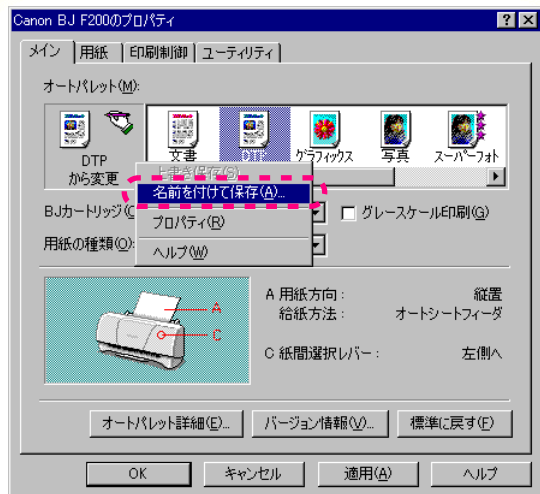 Canon BJ F200のプロパティ
メイン 用紙 印刷制御 ユーティリティ
オートパレット(M):
DTP
から変更
文書 DTP グラフィックス 写真 スーパーフォト
上書き保存(S)
名前を付けて保存(A)...
プロパティ(R)
ヘルプ(W)
BJカートリッジ(C
グレースケール印刷(G)
用紙の種類(O):
A 用紙方向: 縦置
給紙方法: オートシートフィーダ
C 紙間選択レバー: 左側へ
A
C
オートパレット詳細(E)... バージョン情報(V)... 標準に戻す(F)
OK キャンセル 適用(A) ヘルプ